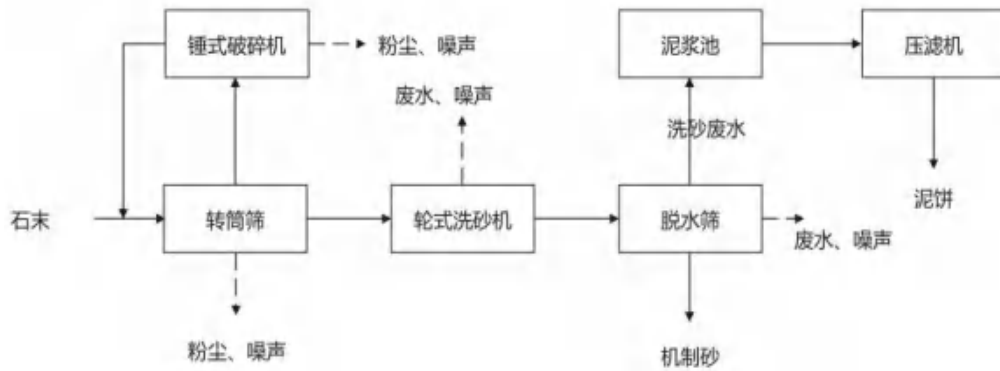 锤式破碎机
粉尘、噪声
泥浆池
压滤机
废水、噪声
洗砂废水
石末
转筒筛
轮式洗砂机
脱水筛
泥饼
废水、噪声
粉尘、噪声
机制砂